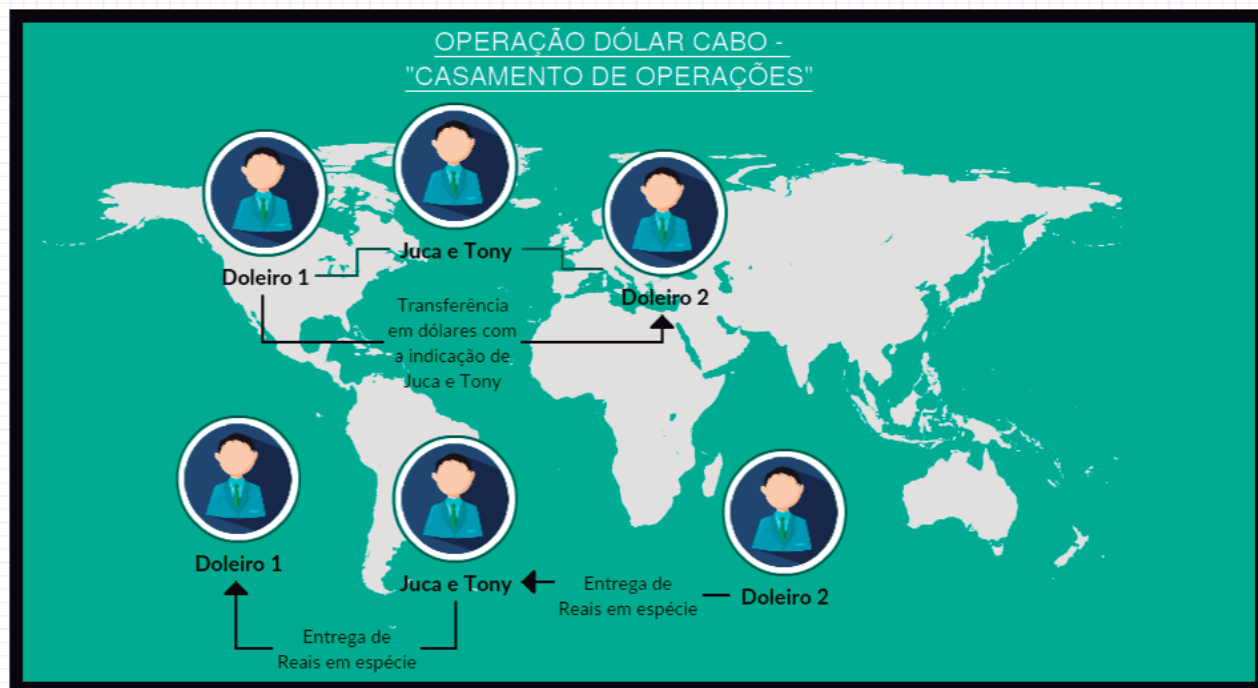 OPERAÇÃO DÓLAR CABO -
"CASAMENTO DE OPERAÇÕES"
Juca e Tony
Doleiro 1
Doleiro 2
Transferência
em dólares com
a indicação de
Juca e Tony
Doleiro 1
Juca e Tony
Entrega de
Reais em espécie
Doleiro 2
Entrega de
Reais em espécie